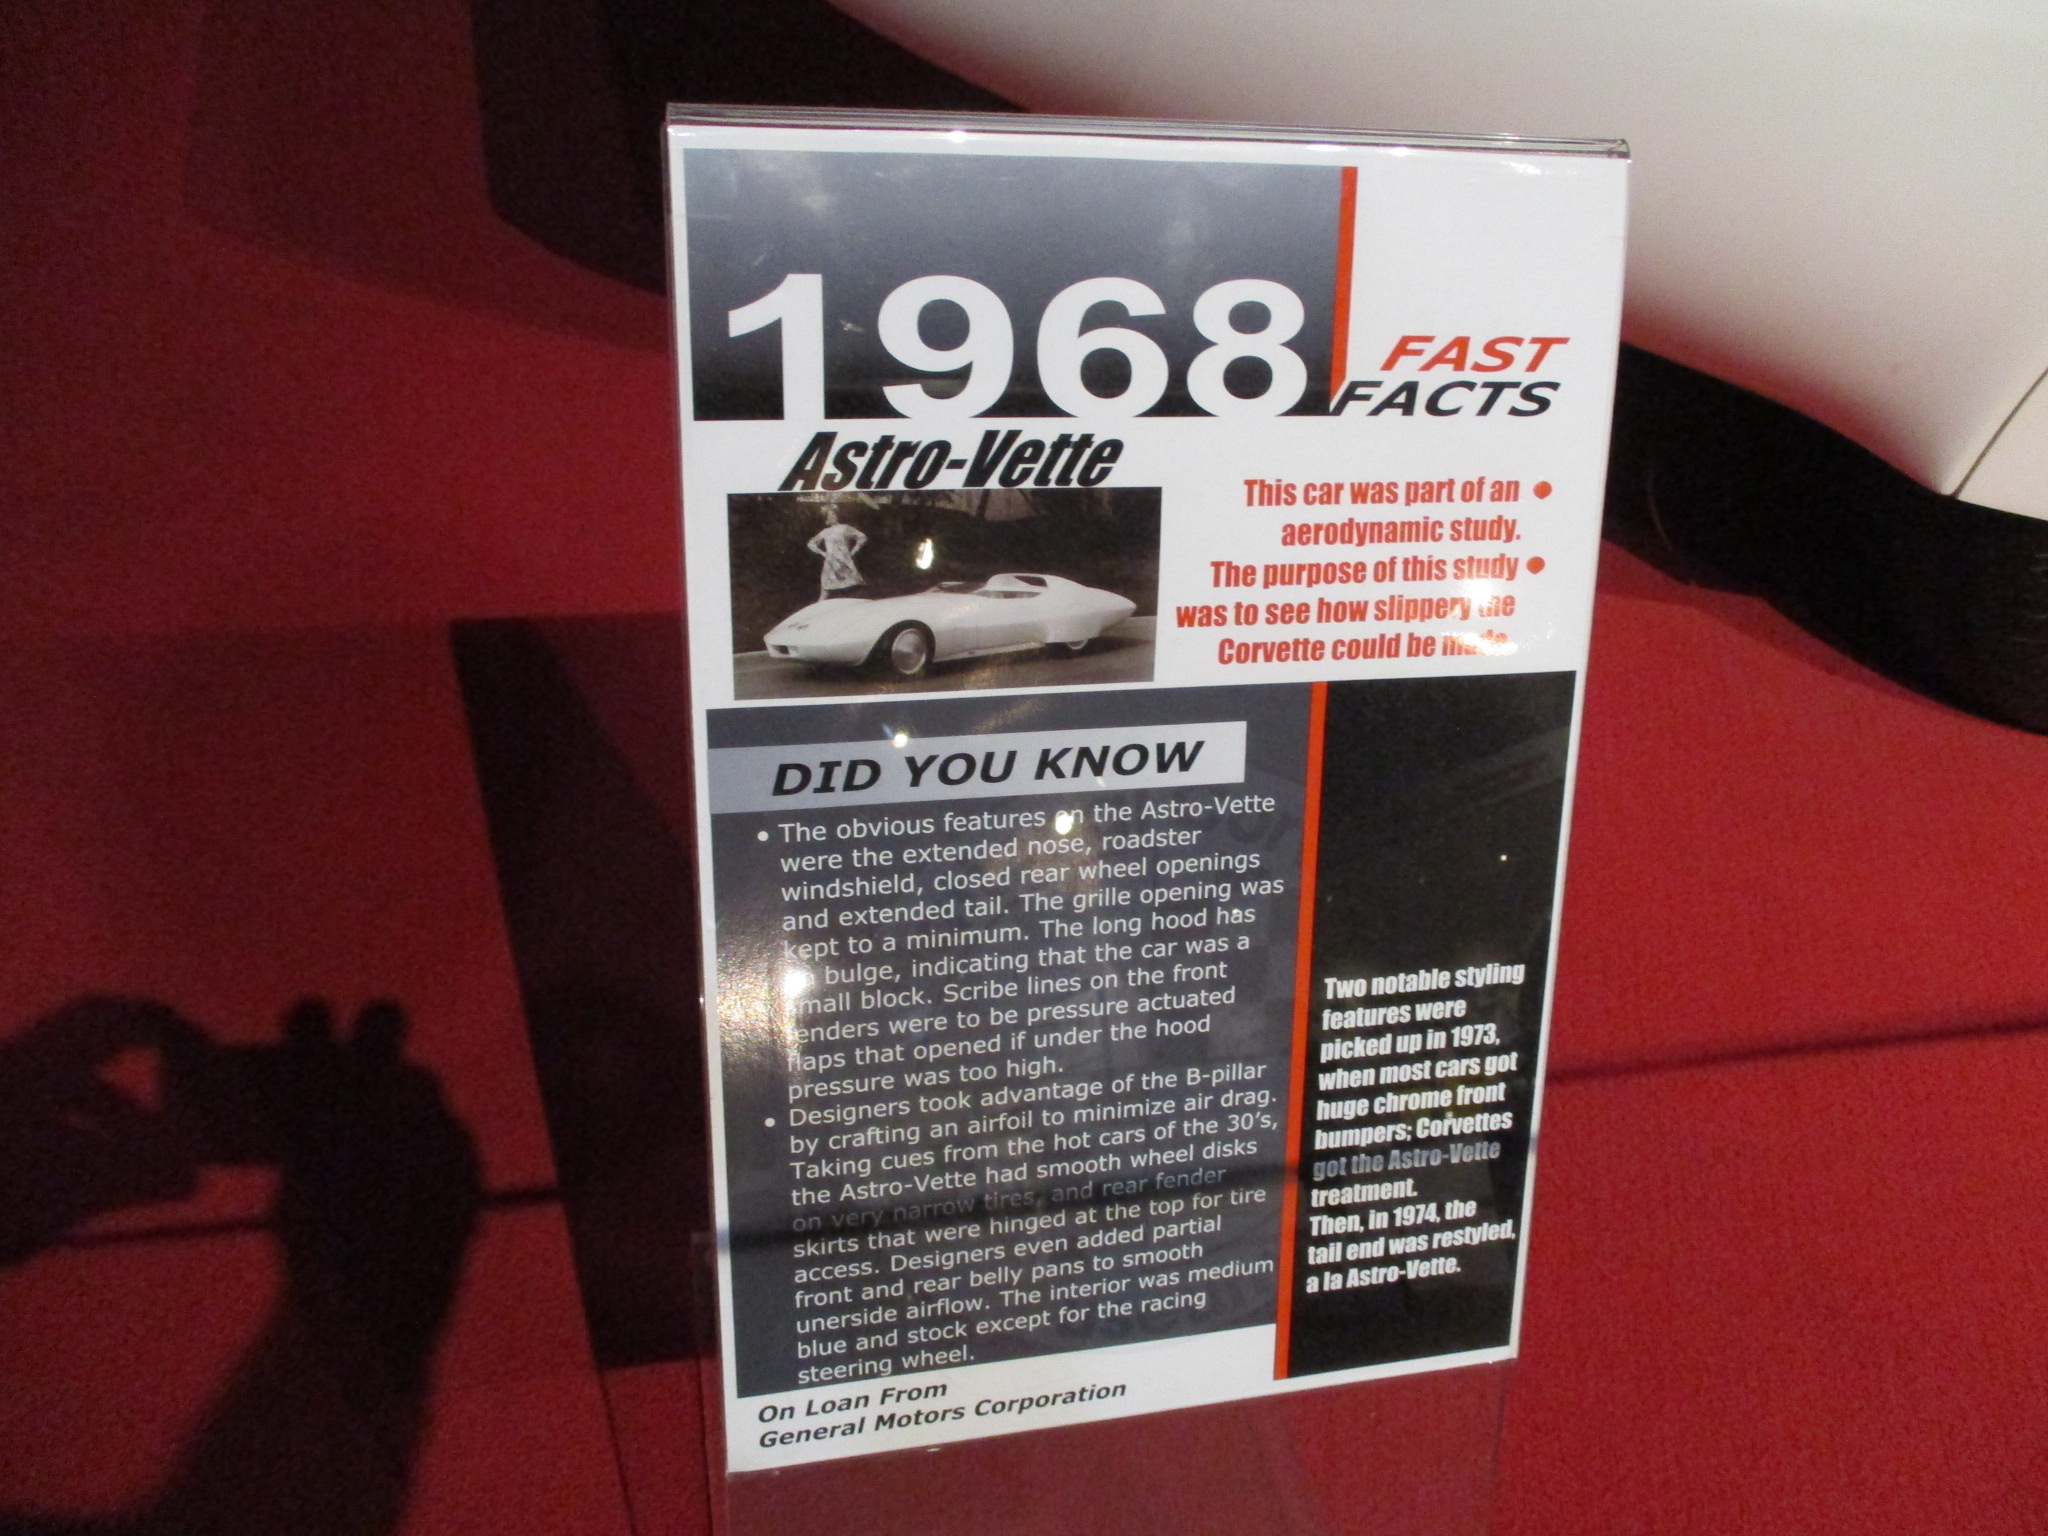 1968
FAST
FACTS
Astro-Vette
This car was part of an
aerodynamic study.
The purpose of this study
was to see how slippery the
Corvette could be made.
DID YOU KNOW
The obvious features on the Astro-Vette
were the extended nose, roadster
windshield, closed rear wheel openings
and extended tail. The grille opening was
kept to a minimum. The long hood has
bulge, indicating that the car was a
small block. Scribe lines on the front
fenders were to be pressure actuated
flaps that opened if under the hood
pressure was too high.
Designers took advantage of the B-pillar
by crafting an airfoil to minimize air drag.
Taking cues from the hot cars of the 30's,
the Astro-Vette had smooth wheel disks
on very narrow tires, and rear fender
skirts that were hinged at the top for tire
access. Designers even added partial
front and rear belly pans to smooth
unerside airflow. The interior was medium
blue and stock except for the racing
steering wheel.
Two notable styling
features were
picked up in 1973,
when most cars got
huge chrome front
bumpers; Corvettes
got the Astro-Vette
treatment.
Then, in 1974, the
tail end was restyled,
a la Astro-Vette.
On Loan From
General Motors Corporation